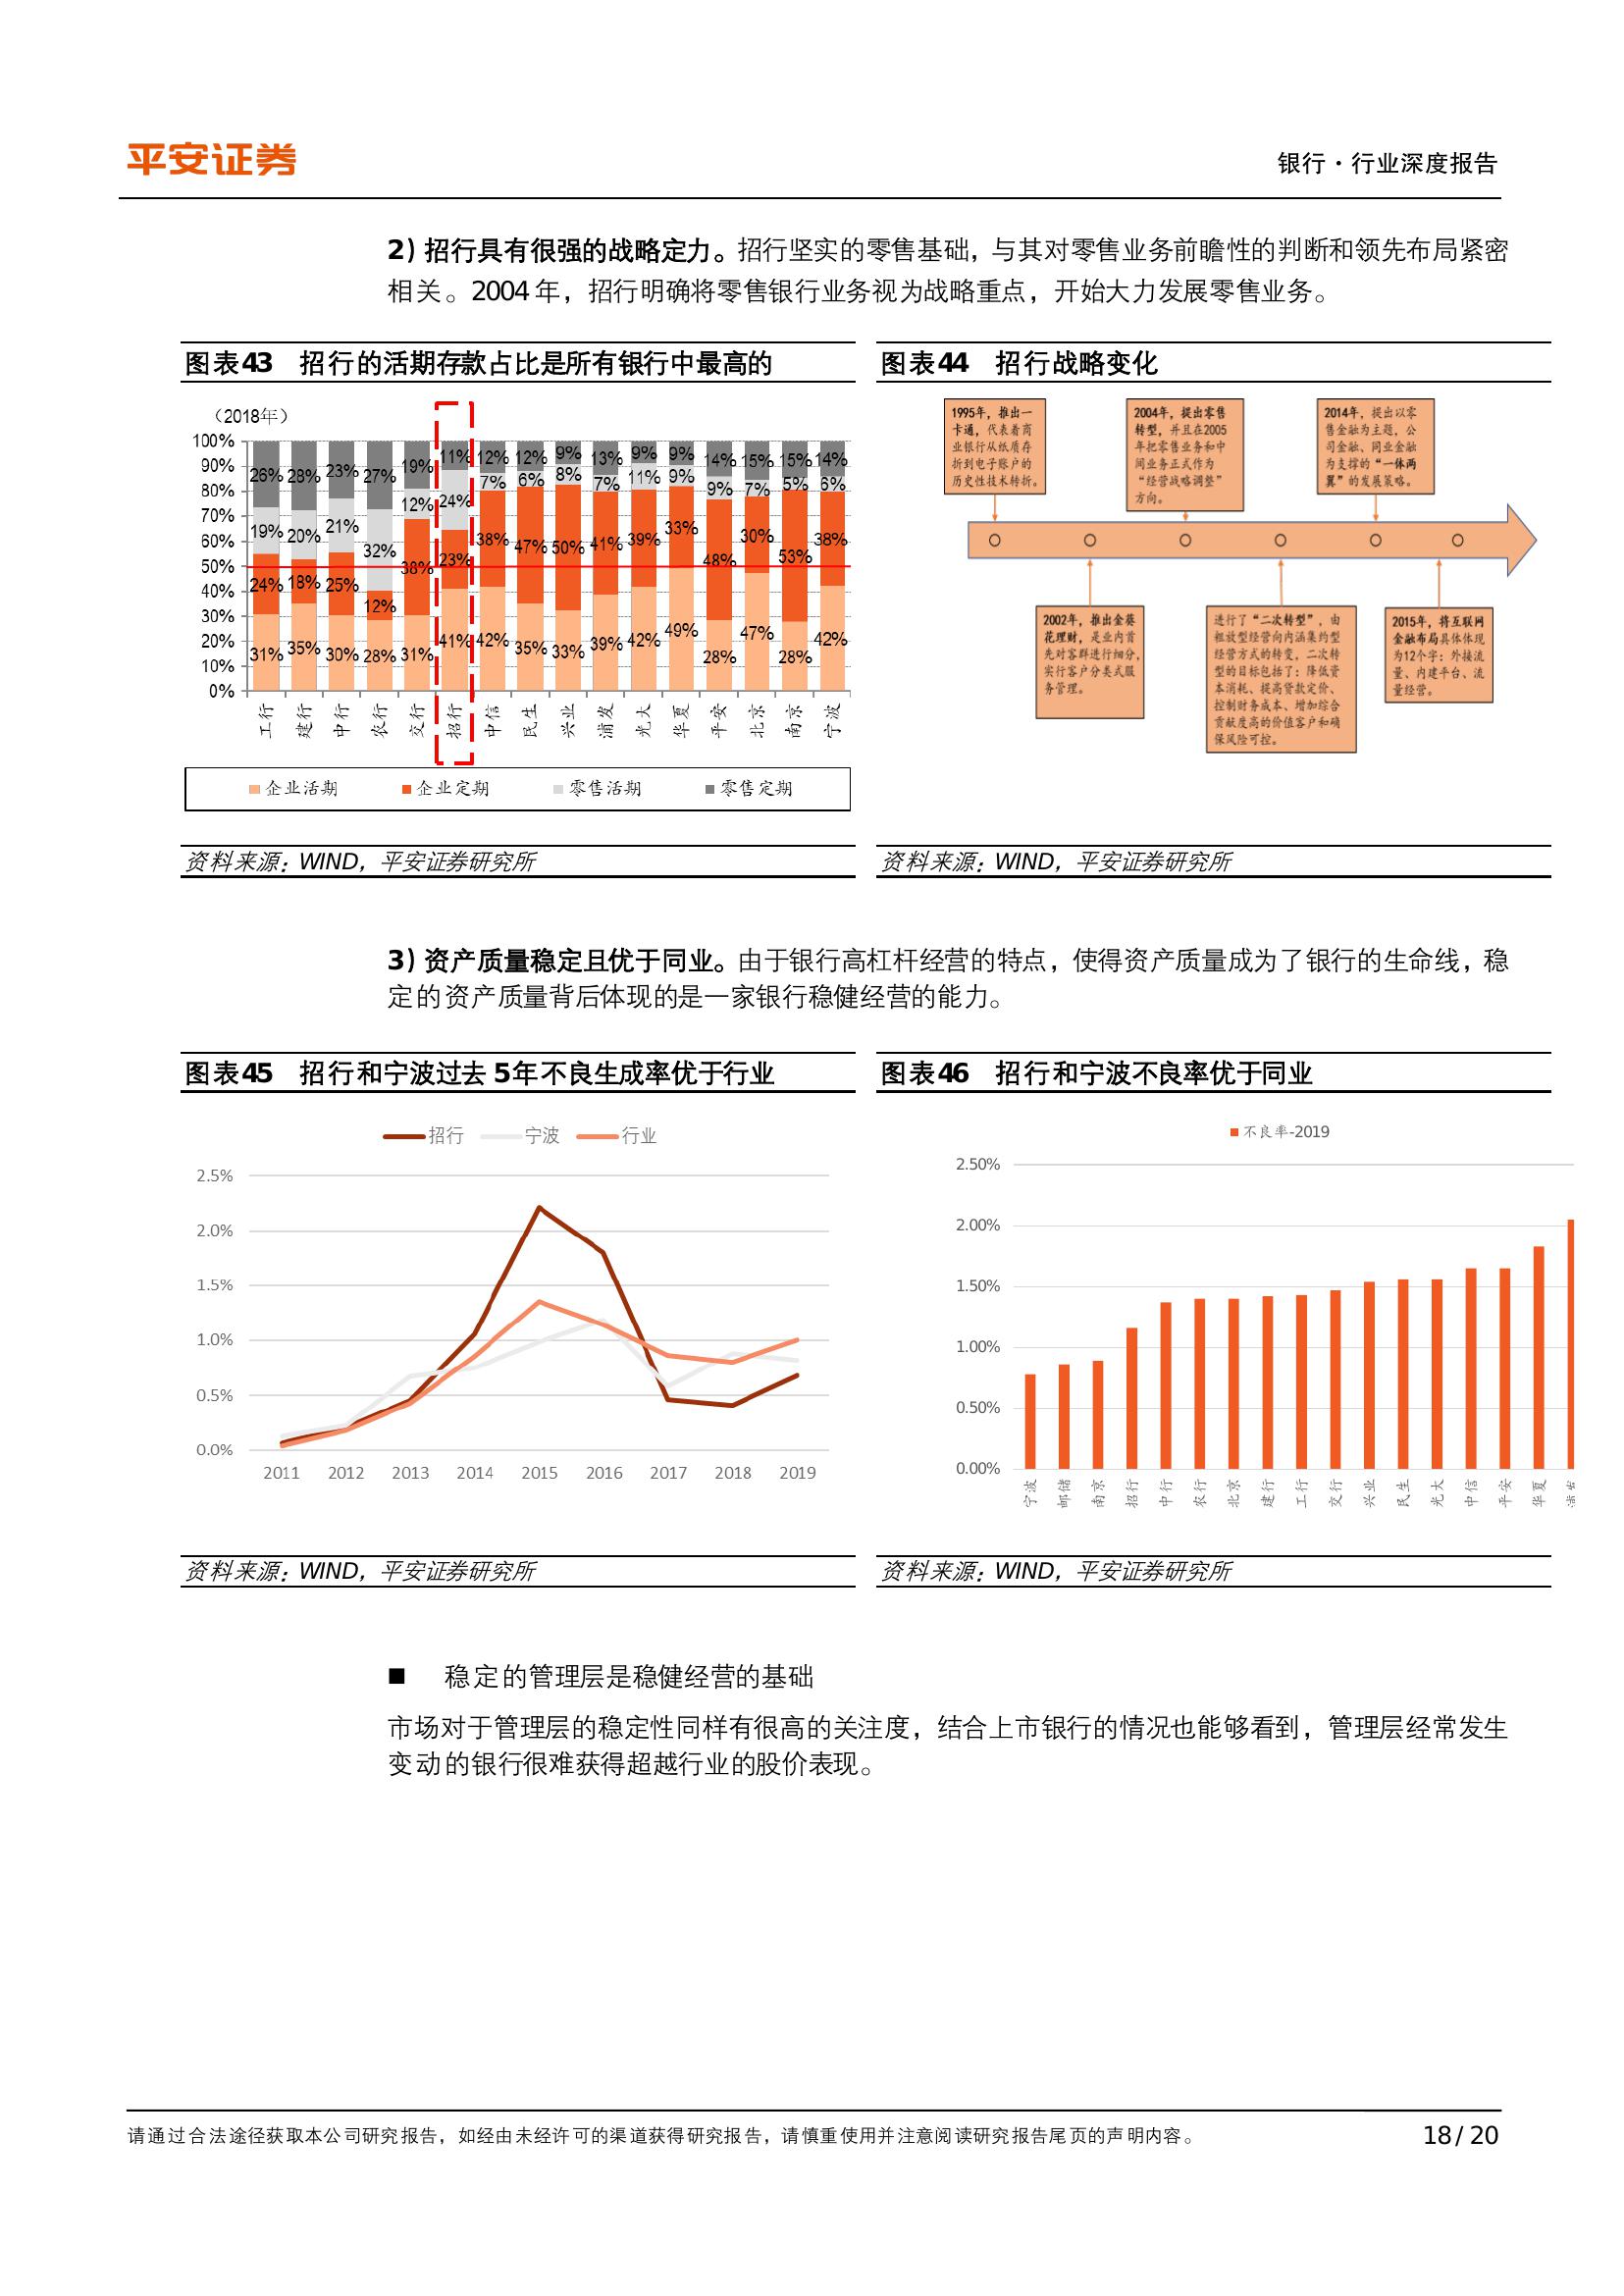 平安证券
银行·行业深度报告
2）招行具有很强的战略定力。招行坚实的零售基础，与其对零售业务前瞻性的判断和领先布局紧密
相关。2004 年，招行明确将零售银行业务视为战略重点，开始大力发展零售业务。
图表43 招行的活期存款占比是所有银行中最高的
（2018年）
100%
90%
80%
70%
60%
50%
40%
30%
20%
10%
0%
26% 28% 23% 27% 19% 11% 12% 12% 9% 13% 9% 9% 14% 15% 15% 14%
19% 20% 21% 32% 12% 24% 7% 6% 8% 7% 11% 9% 9% 7% 5% 6%
24% 18% 25% 12% 38% 23% 38% 47% 50% 41% 39% 33% 48% 30% 53% 38%
31% 35% 30% 28% 31% 41% 42% 35% 33% 39% 42% 49% 28% 47% 28% 42%
工行 建行 中行 农行 交行 招行 中信 民生 兴业 浦发 光大 华夏 平安 北京 南京 宁波
企业活期 企业定期 零售活期 零售定期
资料来源：WIND，平安证券研究所
图表44 招行战略变化
1995年，推出一
卡通，代表着商
业银行从纸质存
折到电子账户的
历史性技术转折。
2004年，提出零售
转型，并且在2005
年把零售业务和中
间业务正式作为
“经营战略调整”
方向。
2014年，提出以零
售金融为主题，公
司金融、同业金融
为支撑的“一体两
翼”的发展策略。
2002年，推出金葵
花理财，是业内首
先对客群进行细分，
实行客户分类式服
务管理。
进行了“二次转型”，由
粗放型经营向内涵集约型
经营方式的转变，二次转
型的目标包括了：降低资
本消耗、提高贷款定价、
控制财务成本、增加综合
贡献度高的价值客户和确
保风险可控。
2015年，将互联网
金融布局具体体现
为12个字：外接流
量、内建平台、流
量经营。
资料来源：WIND，平安证券研究所
3）资产质量稳定且优于同业。由于银行高杠杆经营的特点，使得资产质量成为了银行的生命线，稳
定的资产质量背后体现的是一家银行稳健经营的能力。
图表45 招行和宁波过去 5年不良生成率优于行业
招行 宁波 行业
2.5%
2.0%
1.5%
1.0%
0.5%
0.0%
2011 2012 2013 2014 2015 2016 2017 2018 2019
资料来源：WIND，平安证券研究所
图表46 招行和宁波不良率优于同业
不良率-2019
2.50%
2.00%
1.50%
1.00%
0.50%
0.00%
宁波 邮储 南京 招行 中行 农行 北京 建行 工行 交行 兴业 民生 光大 中信 平安 华夏
资料来源：WIND，平安证券研究所
■ 稳定的管理层是稳健经营的基础
市场对于管理层的稳定性同样有很高的关注度，结合上市银行的情况也能够看到，管理层经常发生
变动的银行很难获得超越行业的股价表现。
请通过合法途径获取本公司研究报告，如经由未经许可的渠道获得研究报告，请慎重使用并注意阅读研究报告尾页的声明内容。
18 / 20